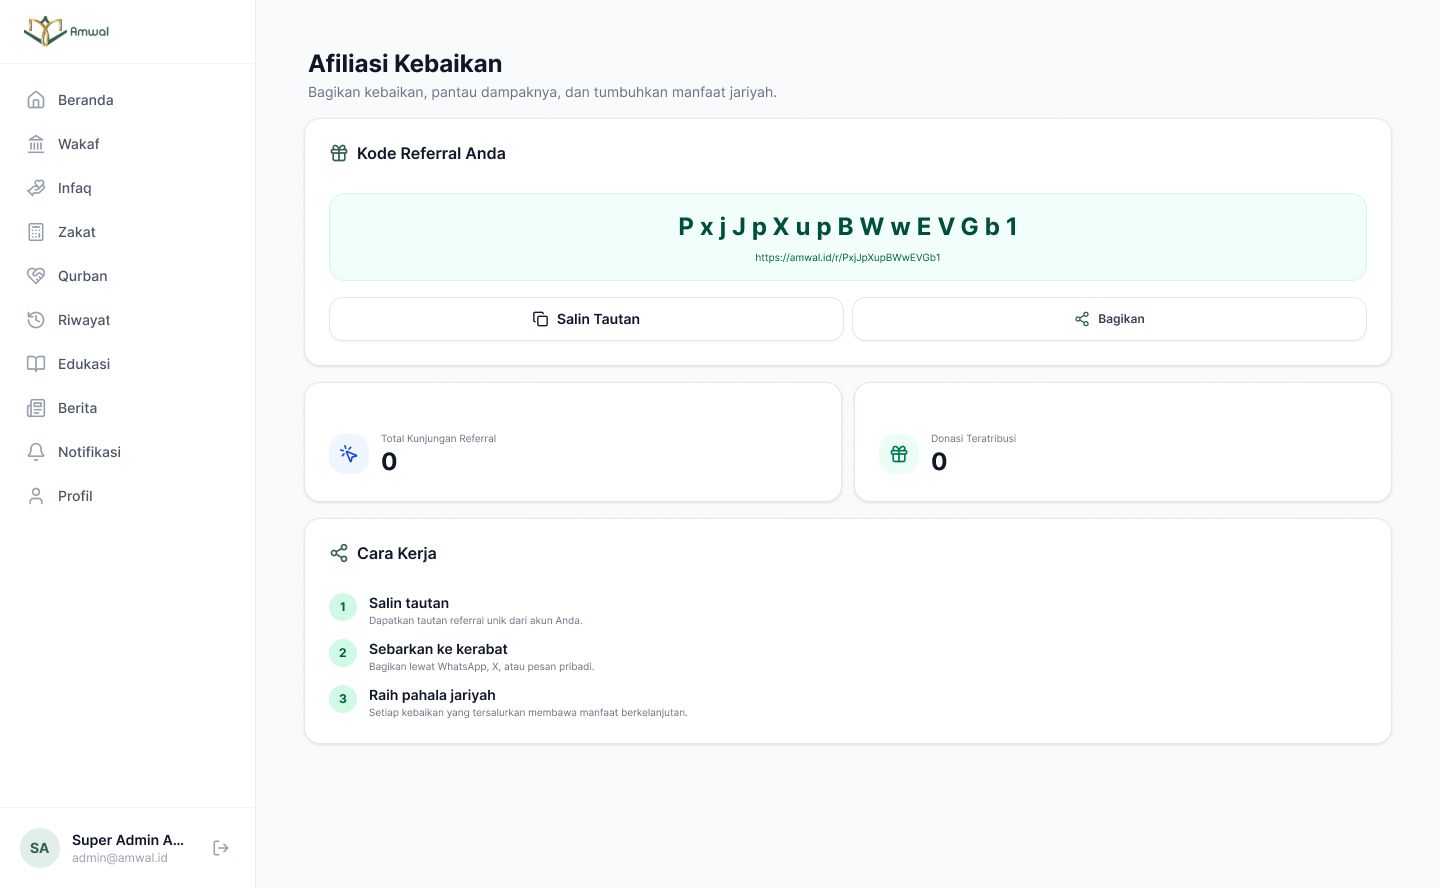 Amwal
Beranda
Wakaf
Infaq
Zakat
Qurban
Riwayat
Edukasi
Berita
Notifikasi
Profil
SA
Super Admin A...
admin@amwal.id
Afiliasi Kebaikan
Bagikan kebaikan, pantau dampaknya, dan tumbuhkan manfaat jariyah.
Kode Referral Anda
PxjJpXupBWwEVGb1
https://amwal.id/r/PxjJpXupBWwEVGb1
Salin Tautan
Bagikan
Total Kunjungan Referral
0
Donasi Teratribusi
0
Cara Kerja
1
Salin tautan
Dapatkan tautan referral unik dari akun Anda.
2
Sebarkan ke kerabat
Bagikan lewat WhatsApp, X, atau pesan pribadi.
3
Raih pahala jariyah
Setiap kebaikan yang tersalurkan membawa manfaat berkelanjutan.